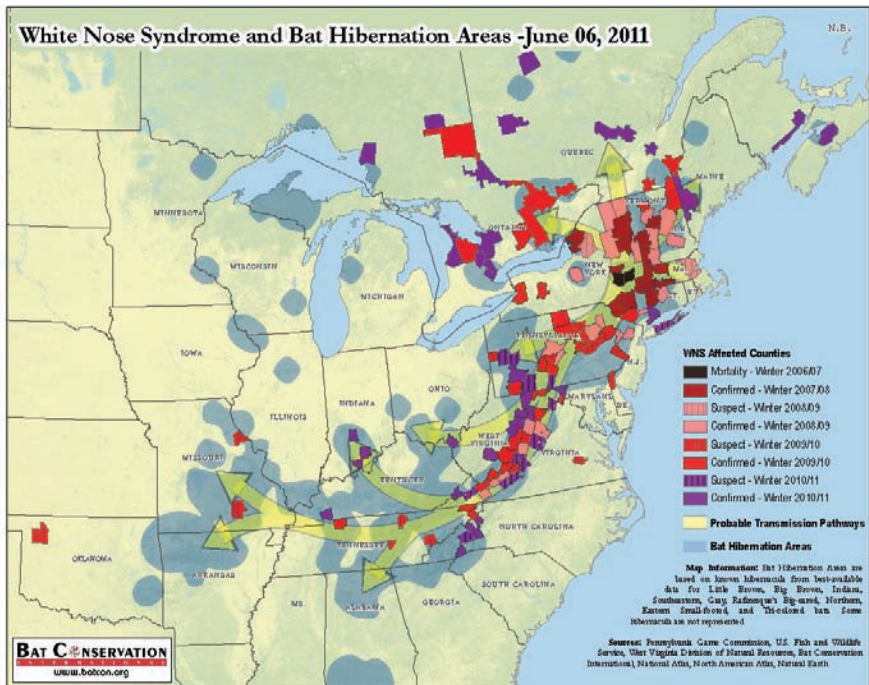 White Nose Syndrome and Bat Hibernation Areas -June 06, 2011
N.B.
QUEBEC
MAINE
MINNESOTA
ONTARIO
VERMONT
WISCONSIN
NEW
YORK
MA.
MICHIGAN
R.I.
IOWA
PENNSYLVANIA
N.J.
OHIO
ILLINOIS
INDIANA
MARYLAND
DE.
WEST
VIRGINIA
VIRGINIA
MISSOURI
KENTUCKY
NORTH CAROLINA
TENNESSEE
OKLAHOMA
ARKANSAS
SOUTH CAROLINA
MS.
ALABAMA
GEORGIA
WNS Affected Counties
Mortality - Winter 2006/07
Confirmed - Winter 2007/08
Suspect - Winter 2008/09
Confirmed - Winter 2008/09
Suspect - Winter 2009/10
Confirmed - Winter 2009/10
Suspect - Winter 2010/11
Confirmed - Winter 2010/11
Probable Transmission Pathways
Bat Hibernation Areas
Map Information: Bat Hibernation Areas are
based on known hibernacula from best-available
data for Little Brown, Big Brown, Indiana,
Southeastern, Gray, Rafinesque's Big-eared, Northern,
Eastern Small-footed, and Tri-colored bats. Some
hibernacula are not represented
Sources: Pennsylvania Game Commission, U.S. Fish and Wildlife
Service, West Virginia Division of Natural Resources, Bat Conservation
International, National Atlas, North American Atlas, Natural Earth
BAT CONSERVATION
INTERNATIONAL
www.batcon.org